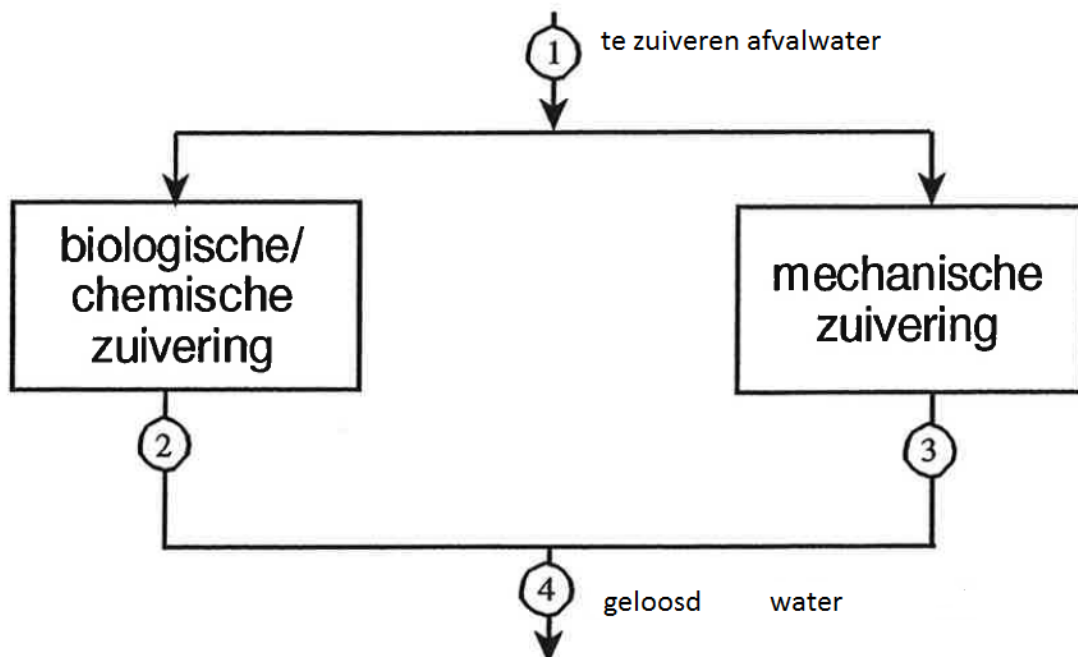 1 te zuiveren afvalwater
biologische/
chemische
zuivering
mechanische
zuivering
2
3
4 geloosd water